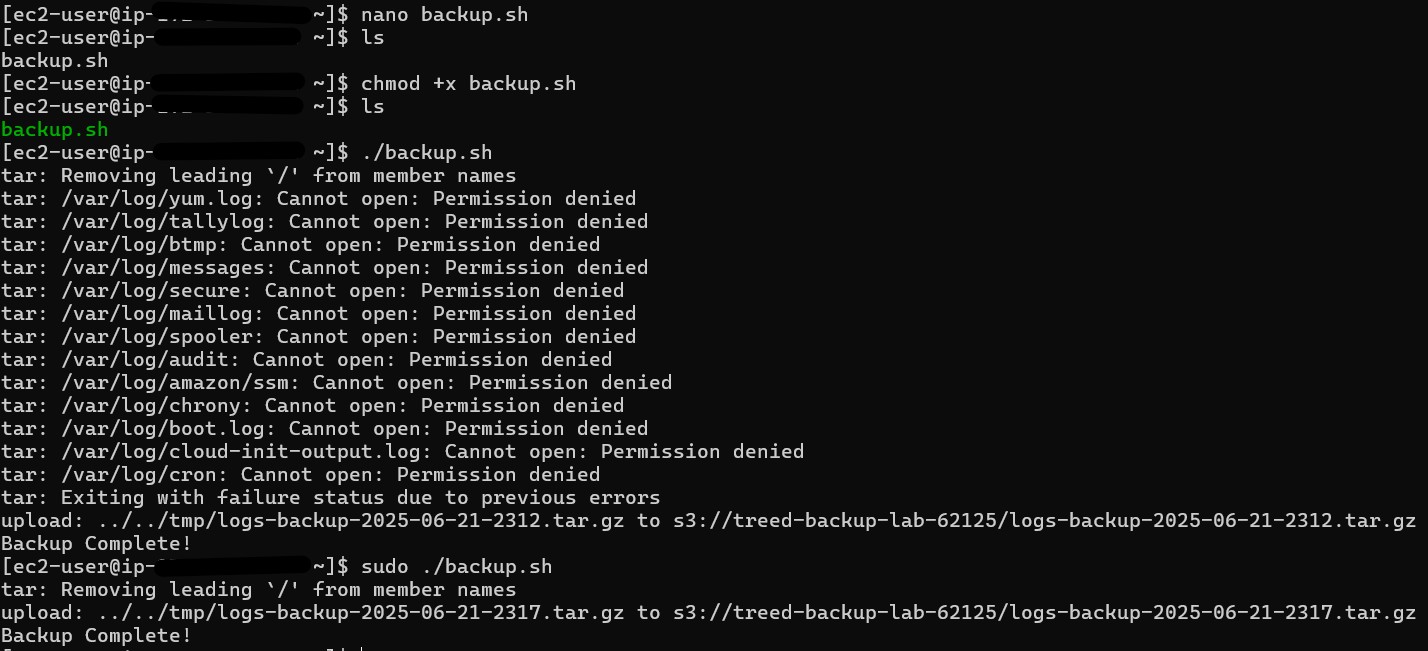 [ec2-user@ip- ~]$ nano backup.sh
[ec2-user@ip- ~]$ ls
backup.sh
[ec2-user@ip- ~]$ chmod +x backup.sh
[ec2-user@ip- ~]$ ls
backup.sh
[ec2-user@ip- ~]$ ./backup.sh
tar: Removing leading `/' from member names
tar: /var/log/yum.log: Cannot open: Permission denied
tar: /var/log/tallylog: Cannot open: Permission denied
tar: /var/log/btmp: Cannot open: Permission denied
tar: /var/log/messages: Cannot open: Permission denied
tar: /var/log/secure: Cannot open: Permission denied
tar: /var/log/maillog: Cannot open: Permission denied
tar: /var/log/spooler: Cannot open: Permission denied
tar: /var/log/audit: Cannot open: Permission denied
tar: /var/log/amazon/ssm: Cannot open: Permission denied
tar: /var/log/chrony: Cannot open: Permission denied
tar: /var/log/boot.log: Cannot open: Permission denied
tar: /var/log/cloud-init-output.log: Cannot open: Permission denied
tar: /var/log/cron: Cannot open: Permission denied
tar: Exiting with failure status due to previous errors
upload: ../../tmp/logs-backup-2025-06-21-2312.tar.gz to s3://treed-backup-lab-62125/logs-backup-2025-06-21-2312.tar.gz
Backup Complete!
[ec2-user@ip- ~]$ sudo ./backup.sh
tar: Removing leading `/' from member names
upload: ../../tmp/logs-backup-2025-06-21-2317.tar.gz to s3://treed-backup-lab-62125/logs-backup-2025-06-21-2317.tar.gz
Backup Complete!